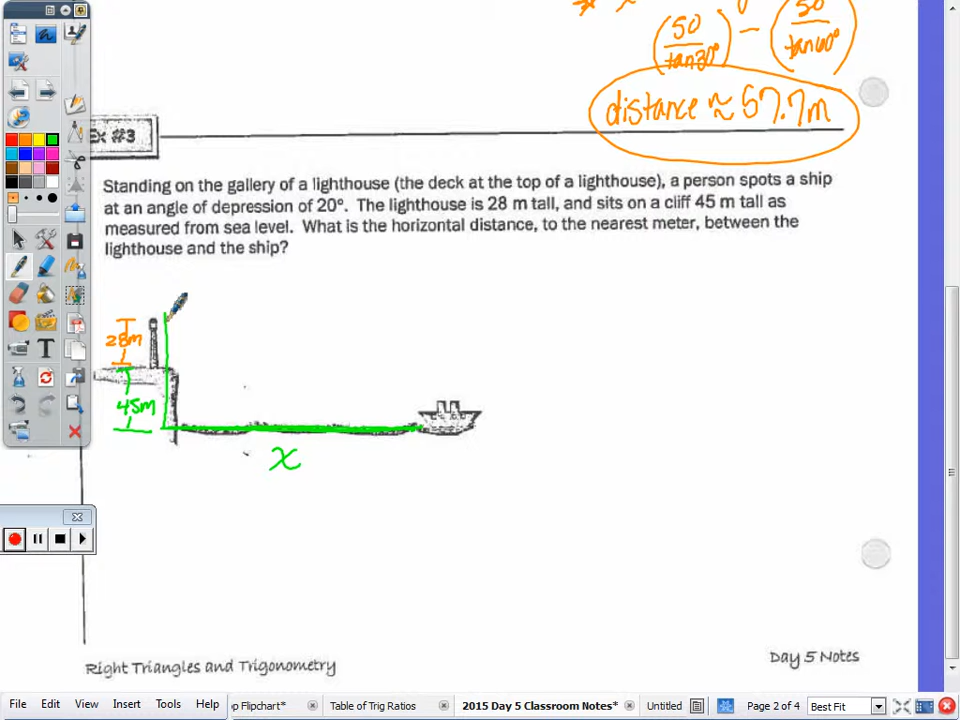 50
50
tan20° − tan40°
distance ≈ 67.7m
Ex #3
Standing on the gallery of a lighthouse (the deck at the top of a lighthouse), a person spots a ship
at an angle of depression of 20°. The lighthouse is 28 m tall, and sits on a cliff 45 m tall as
measured from sea level. What is the horizontal distance, to the nearest meter, between the
lighthouse and the ship?
28m
45m
x
Right Triangles and Trigonometry
Day 5 Notes
File Edit View Insert Tools Help
p Flipchart*
Table of Trig Ratios
2015 Day 5 Classroom Notes*
Untitled
Page 2 of 4
Best Fit